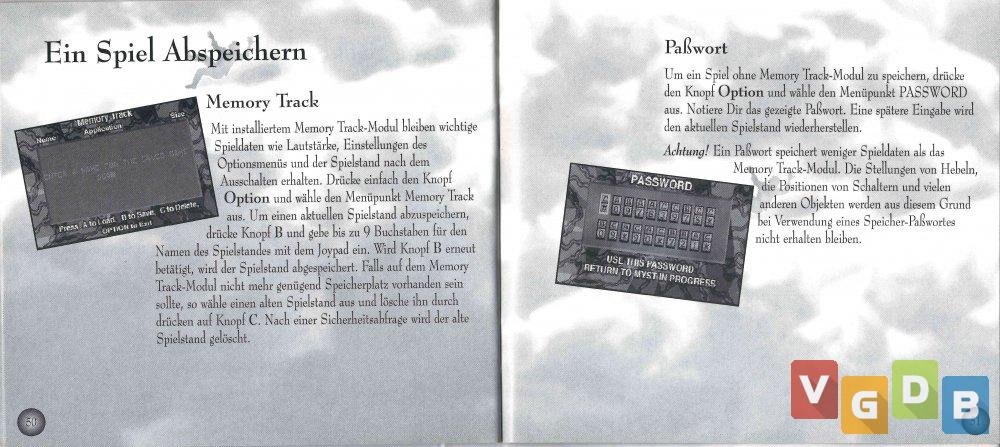 Ein Spiel Abspeichern
Memory Track
Memory Track
Name
Application
Size
Press A to Load, B to Save, C to Delete,
OPTION to Exit
Mit installiertem Memory Track-Modul bleiben wichtige
Spieldaten wie Lautstärke, Einstellungen des
Optionsmenüs und der Spielstand nach dem
Ausschalten erhalten. Drücke einfach den Knopf
Option und wähle den Menüpunkt Memory Track
aus. Um einen aktuellen Spielstand abzuspeichern,
drücke Knopf B und gebe bis zu 9 Buchstaben für den
Namen des Spielstandes mit dem Joypad ein. Wird Knopf B erneut
betätigt, wird der Spielstand abgespeichert. Falls auf dem Memory
Track-Modul nicht mehr genügend Speicherplatz vorhanden sein
sollte, so wähle einen alten Spielstand aus und lösche ihn durch
drücken auf Knopf C. Nach einer Sicherheitsabfrage wird der alte
Spielstand gelöscht.
50
Paßwort
Um ein Spiel ohne Memory Track-Modul zu speichern, drücke
den Knopf Option und wähle den Menüpunkt PASSWORD
aus. Notiere Dir das gezeigte Paßwort. Eine spätere Eingabe wird
den aktuellen Spielstand wiederherstellen.
Achtung! Ein Paßwort speichert weniger Spieldaten als das
Memory Track-Modul. Die Stellungen von Hebeln,
die Positionen von Schaltern und vielen
anderen Objekten werden aus diesem Grund
bei Verwendung eines Speicher-Paßwortes
nicht erhalten bleiben.
PASSWORD
USE THIS PASSWORD
RETURN TO MYST IN PROGRESS
VGDB